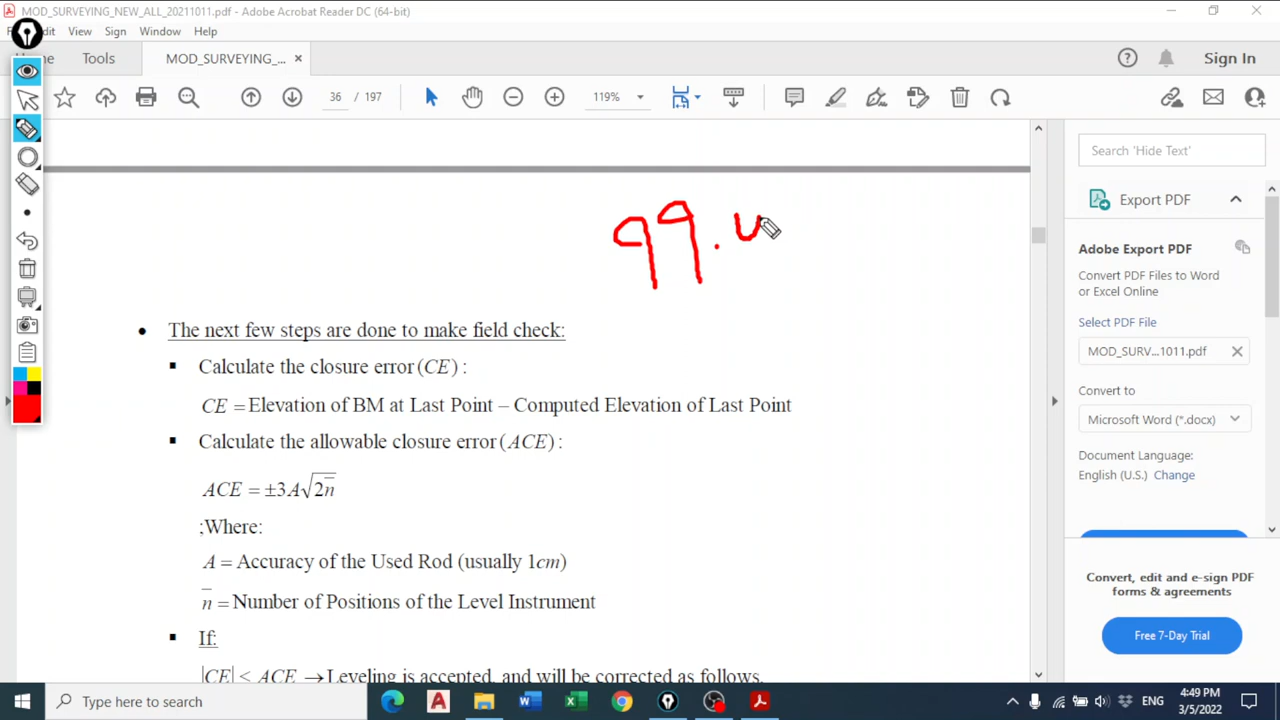 MOD_SURVEYING_NEW_ALL_20211011.pdf - Adobe Acrobat Reader DC (64-bit)
View Sign Window Help
Tools MOD_SURVEYING_... × Sign In
36 / 197 119%
Search 'Hide Text'
99.
Export PDF
Adobe Export PDF
Convert PDF Files to Word
or Excel Online
Select PDF File
MOD_SURV...1011.pdf
Convert to
Microsoft Word (*.docx)
Document Language:
English (U.S.) Change
Convert, edit and e-sign PDF
forms & agreements
Free 7-Day Trial
• The next few steps are done to make field check:
▪ Calculate the closure error (CE) :
CE = Elevation of BM at Last Point – Computed Elevation of Last Point
▪ Calculate the allowable closure error (ACE) :
ACE = ±3A√2n̅
;Where:
A = Accuracy of the Used Rod (usually 1cm)
n̅ = Number of Positions of the Level Instrument
▪ If:
|CE| < ACE → Leveling is accepted, and will be corrected as follows.
Type here to search
ENG 4:49 PM
3/5/2022